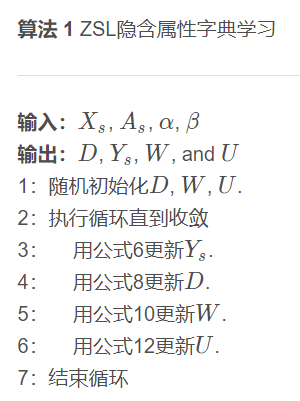 算法 1 ZSL隐含属性字典学习
输入：X_s, A_s, α, β
输出：D, Y_s, W, and U
1：随机初始化D, W, U.
2：执行循环直到收敛
3： 用公式6更新Y_s.
4： 用公式8更新D.
5： 用公式10更新W.
6： 用公式12更新U.
7：结束循环